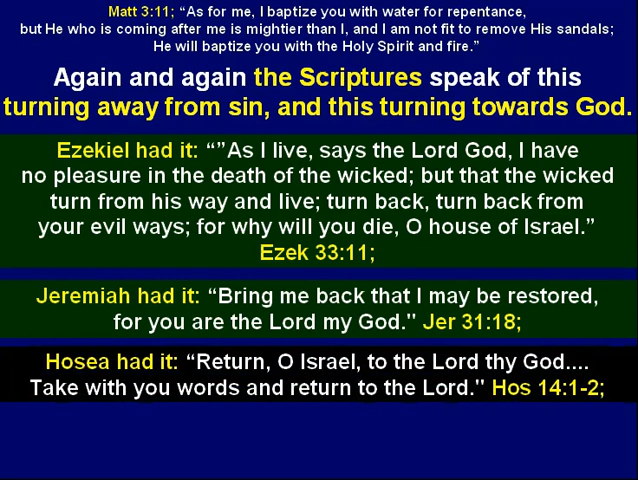 Matt 3:11; “As for me, I baptize you with water for repentance,
but He who is coming after me is mightier than I, and I am not fit to remove His sandals;
He will baptize you with the Holy Spirit and fire.”
Again and again the Scriptures speak of this
turning away from sin, and this turning towards God.
Ezekiel had it: “”As I live, says the Lord God, I have
no pleasure in the death of the wicked; but that the wicked
turn from his way and live; turn back, turn back from
your evil ways; for why will you die, O house of Israel.”
Ezek 33:11;
Jeremiah had it: “Bring me back that I may be restored,
for you are the Lord my God." Jer 31:18;
Hosea had it: “Return, O Israel, to the Lord thy God....
Take with you words and return to the Lord." Hos 14:1-2;